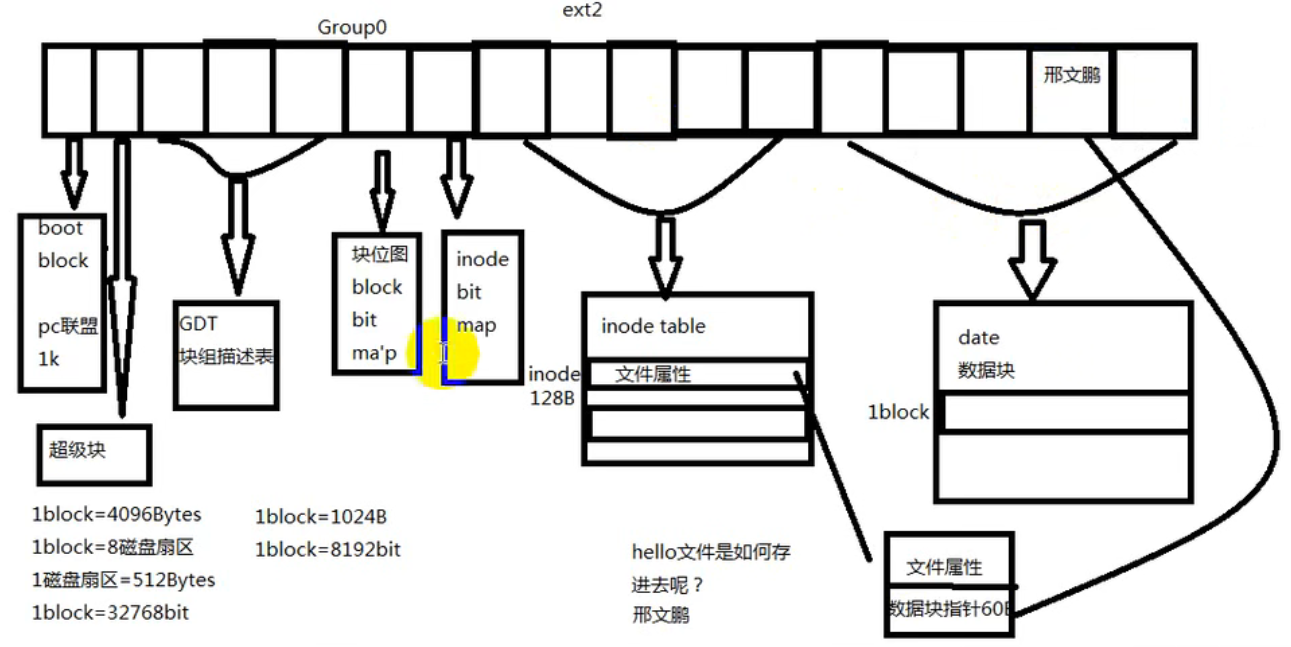 ext2
Group0
邢文鹏
boot
block
pc联盟
1k
超级块
GDT
块组描述表
块位图
block
bit
ma'p
inode
bit
map
inode table
文件属性
inode
128B
date
数据块
1block
1block=4096Bytes
1block=8磁盘扇区
1磁盘扇区=512Bytes
1block=32768bit
1block=1024B
1block=8192bit
hello文件是如何存
进去呢？
邢文鹏
文件属性
数据块指针60B